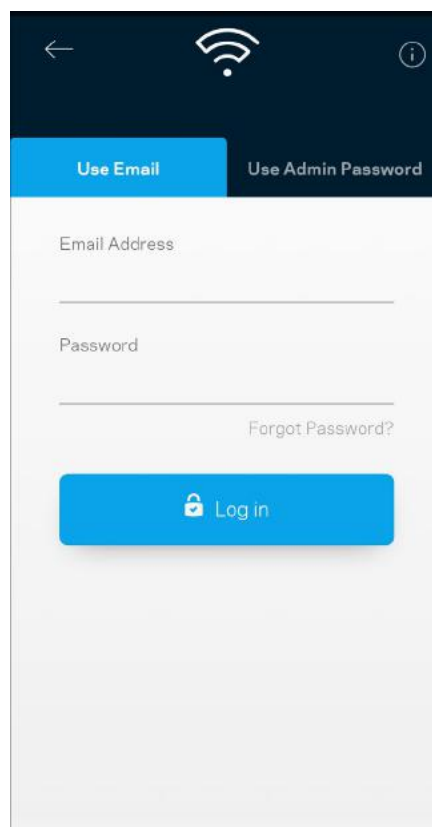 Use Email
Use Admin Password
Email Address
Password
Forgot Password?
Log in